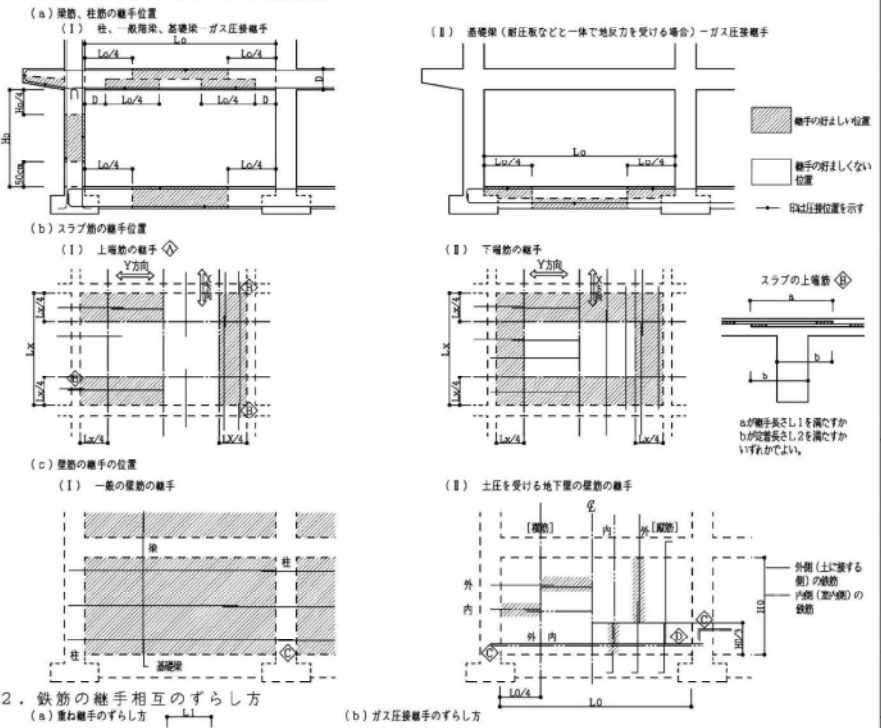 (a) 梁筋、柱筋の継手位置
(Ⅰ) 柱、一般階梁、基礎梁―ガス圧接継手
Lo
Lo/4 Lo/4
D
D Lo/4 Lo/4 D
Ho/4
Ho
50cm
Lo/4 Lo/4
(Ⅱ) 基礎梁(耐圧板などと一体で地反力を受ける場合)―ガス圧接継手
Lo
Lo/4 Lo/4
継手の好ましい位置
継手の好ましくない
位置
印は圧接位置を示す
(b) スラブ筋の継手位置
(Ⅰ) 上端筋の継手 A
Y方向
X方向
B
Lx/4
Lx
Lx/4
B
B
Lx/4 LX/4
(Ⅱ) 下端筋の継手
Y方向
X方向
Lx/4
Lx
Lx/4
Lx/4 Lx/4
スラブの上端筋 B
a
b
b
aが継手長さL1を満たすか
bが定着長さL2を満たすか
いずれかでよい。
(c) 壁筋の継手の位置
(Ⅰ) 一般の壁筋の継手
梁
柱
柱
C
基礎梁
(Ⅱ) 土圧を受ける地下壁の壁筋の継手
[横筋] 内 外 [縦筋]
外
内
外 内
C
D
C
H0
H0/3
L0/4
L0
外側(土に接する
側)の鉄筋
内側(室内側)の
鉄筋
2.鉄筋の継手相互のずらし方
(a) 重ね継手のずらし方 L1
(b) ガス圧接継手のずらし方